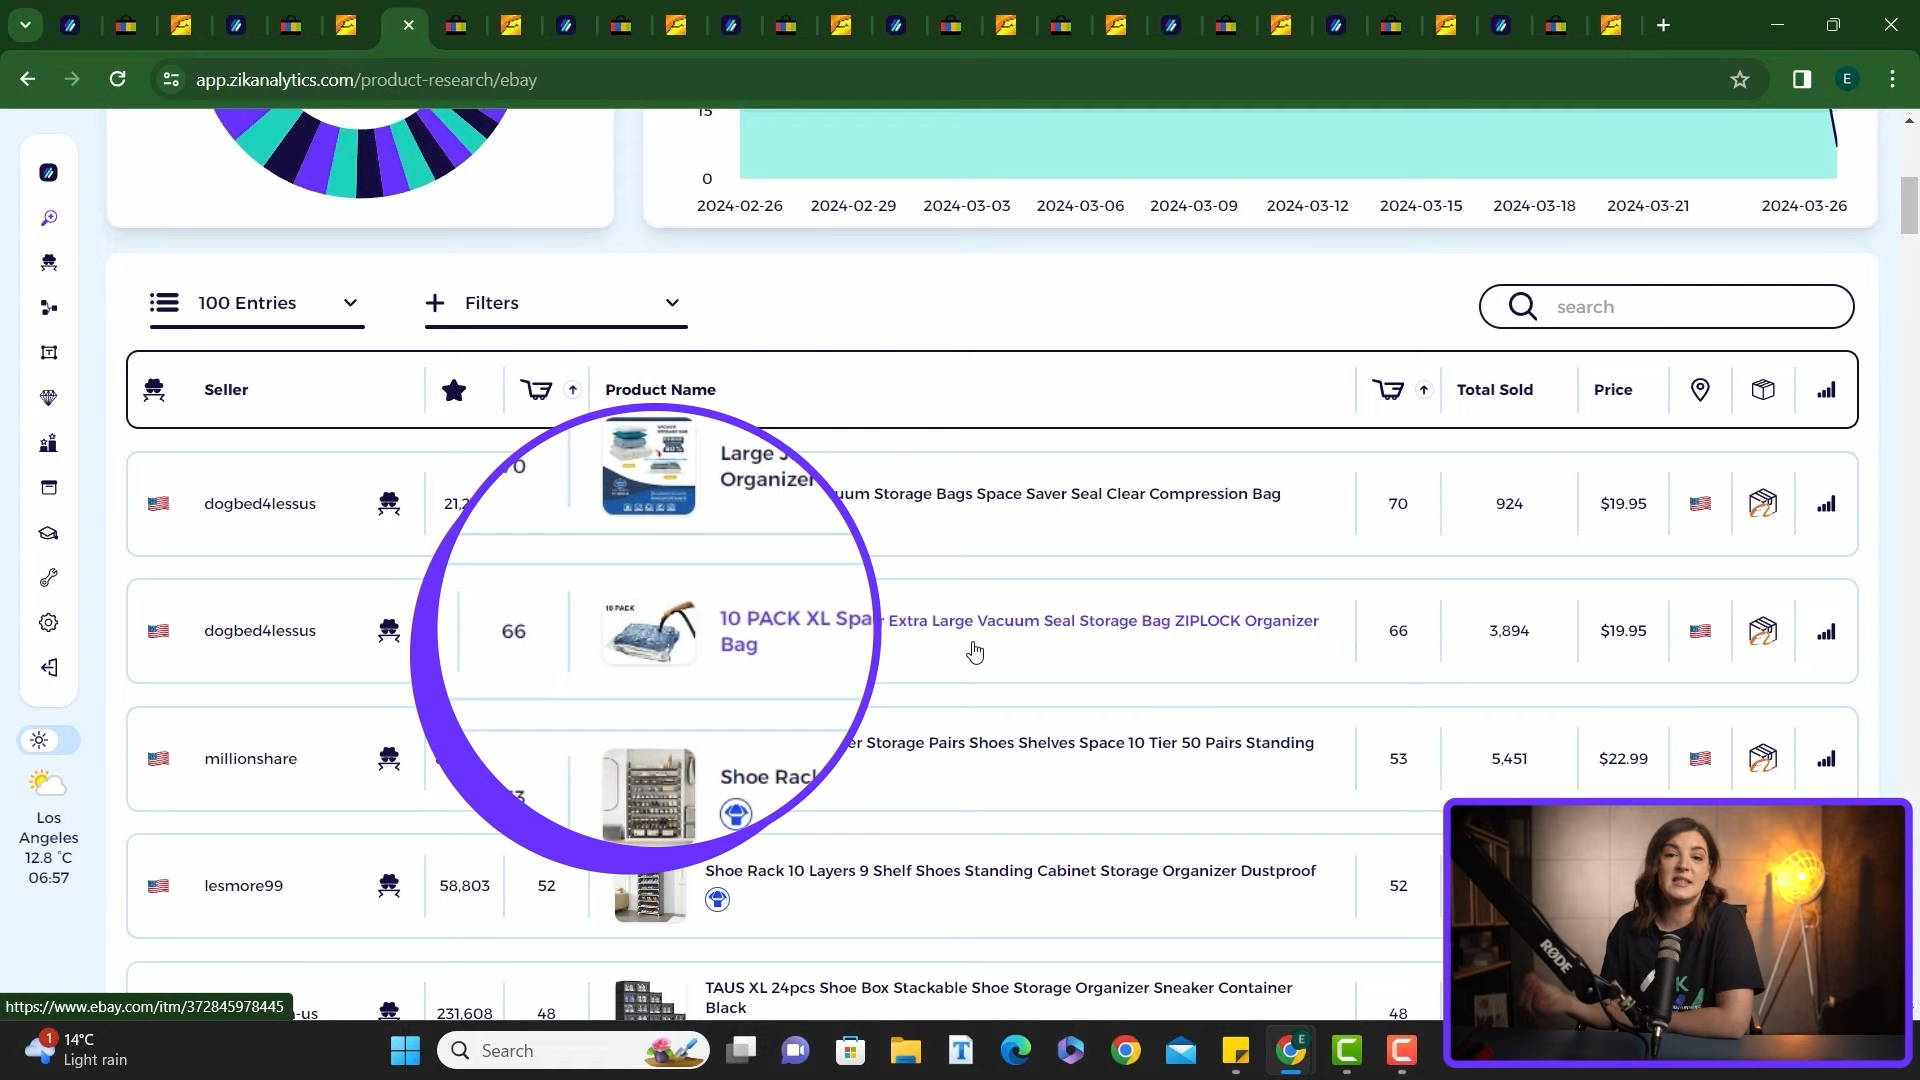 app.zikanalytics.com/product-research/ebay
E
15
0
2024-02-26 2024-02-29 2024-03-03 2024-03-06 2024-03-09 2024-03-12 2024-03-15 2024-03-18 2024-03-21 2024-03-26
100 Entries
Filters
search
Seller
Product Name
Total Sold
Price
dogbed4lessus
70
Large
Organizer
Storage Bags Space Saver Seal Clear Compression Bag
70
924
$19.95
dogbed4lessus
66
10 PACK
10 PACK XL
Extra Large Vacuum Seal Storage Bag ZIPLOCK Organizer
Bag
66
3,894
$19.95
millionshare
Shoe
Storage Pairs Shoes Shelves Space 10 Tier 50 Pairs Standing
53
5,451
$22.99
lesmore99
58,803
52
Shoe Rack 10 Layers 9 Shelf Shoes Standing Cabinet Storage Organizer Dustproof
52
-us
231,608
48
TAUS XL 24pcs Shoe Box Stackable Shoe Storage Organizer Sneaker Container
Black
48
Los
Angeles
12.8 °C
06:57
https://www.ebay.com/itm/372845978445
1
14°C
Light rain
Search
E
RØDE